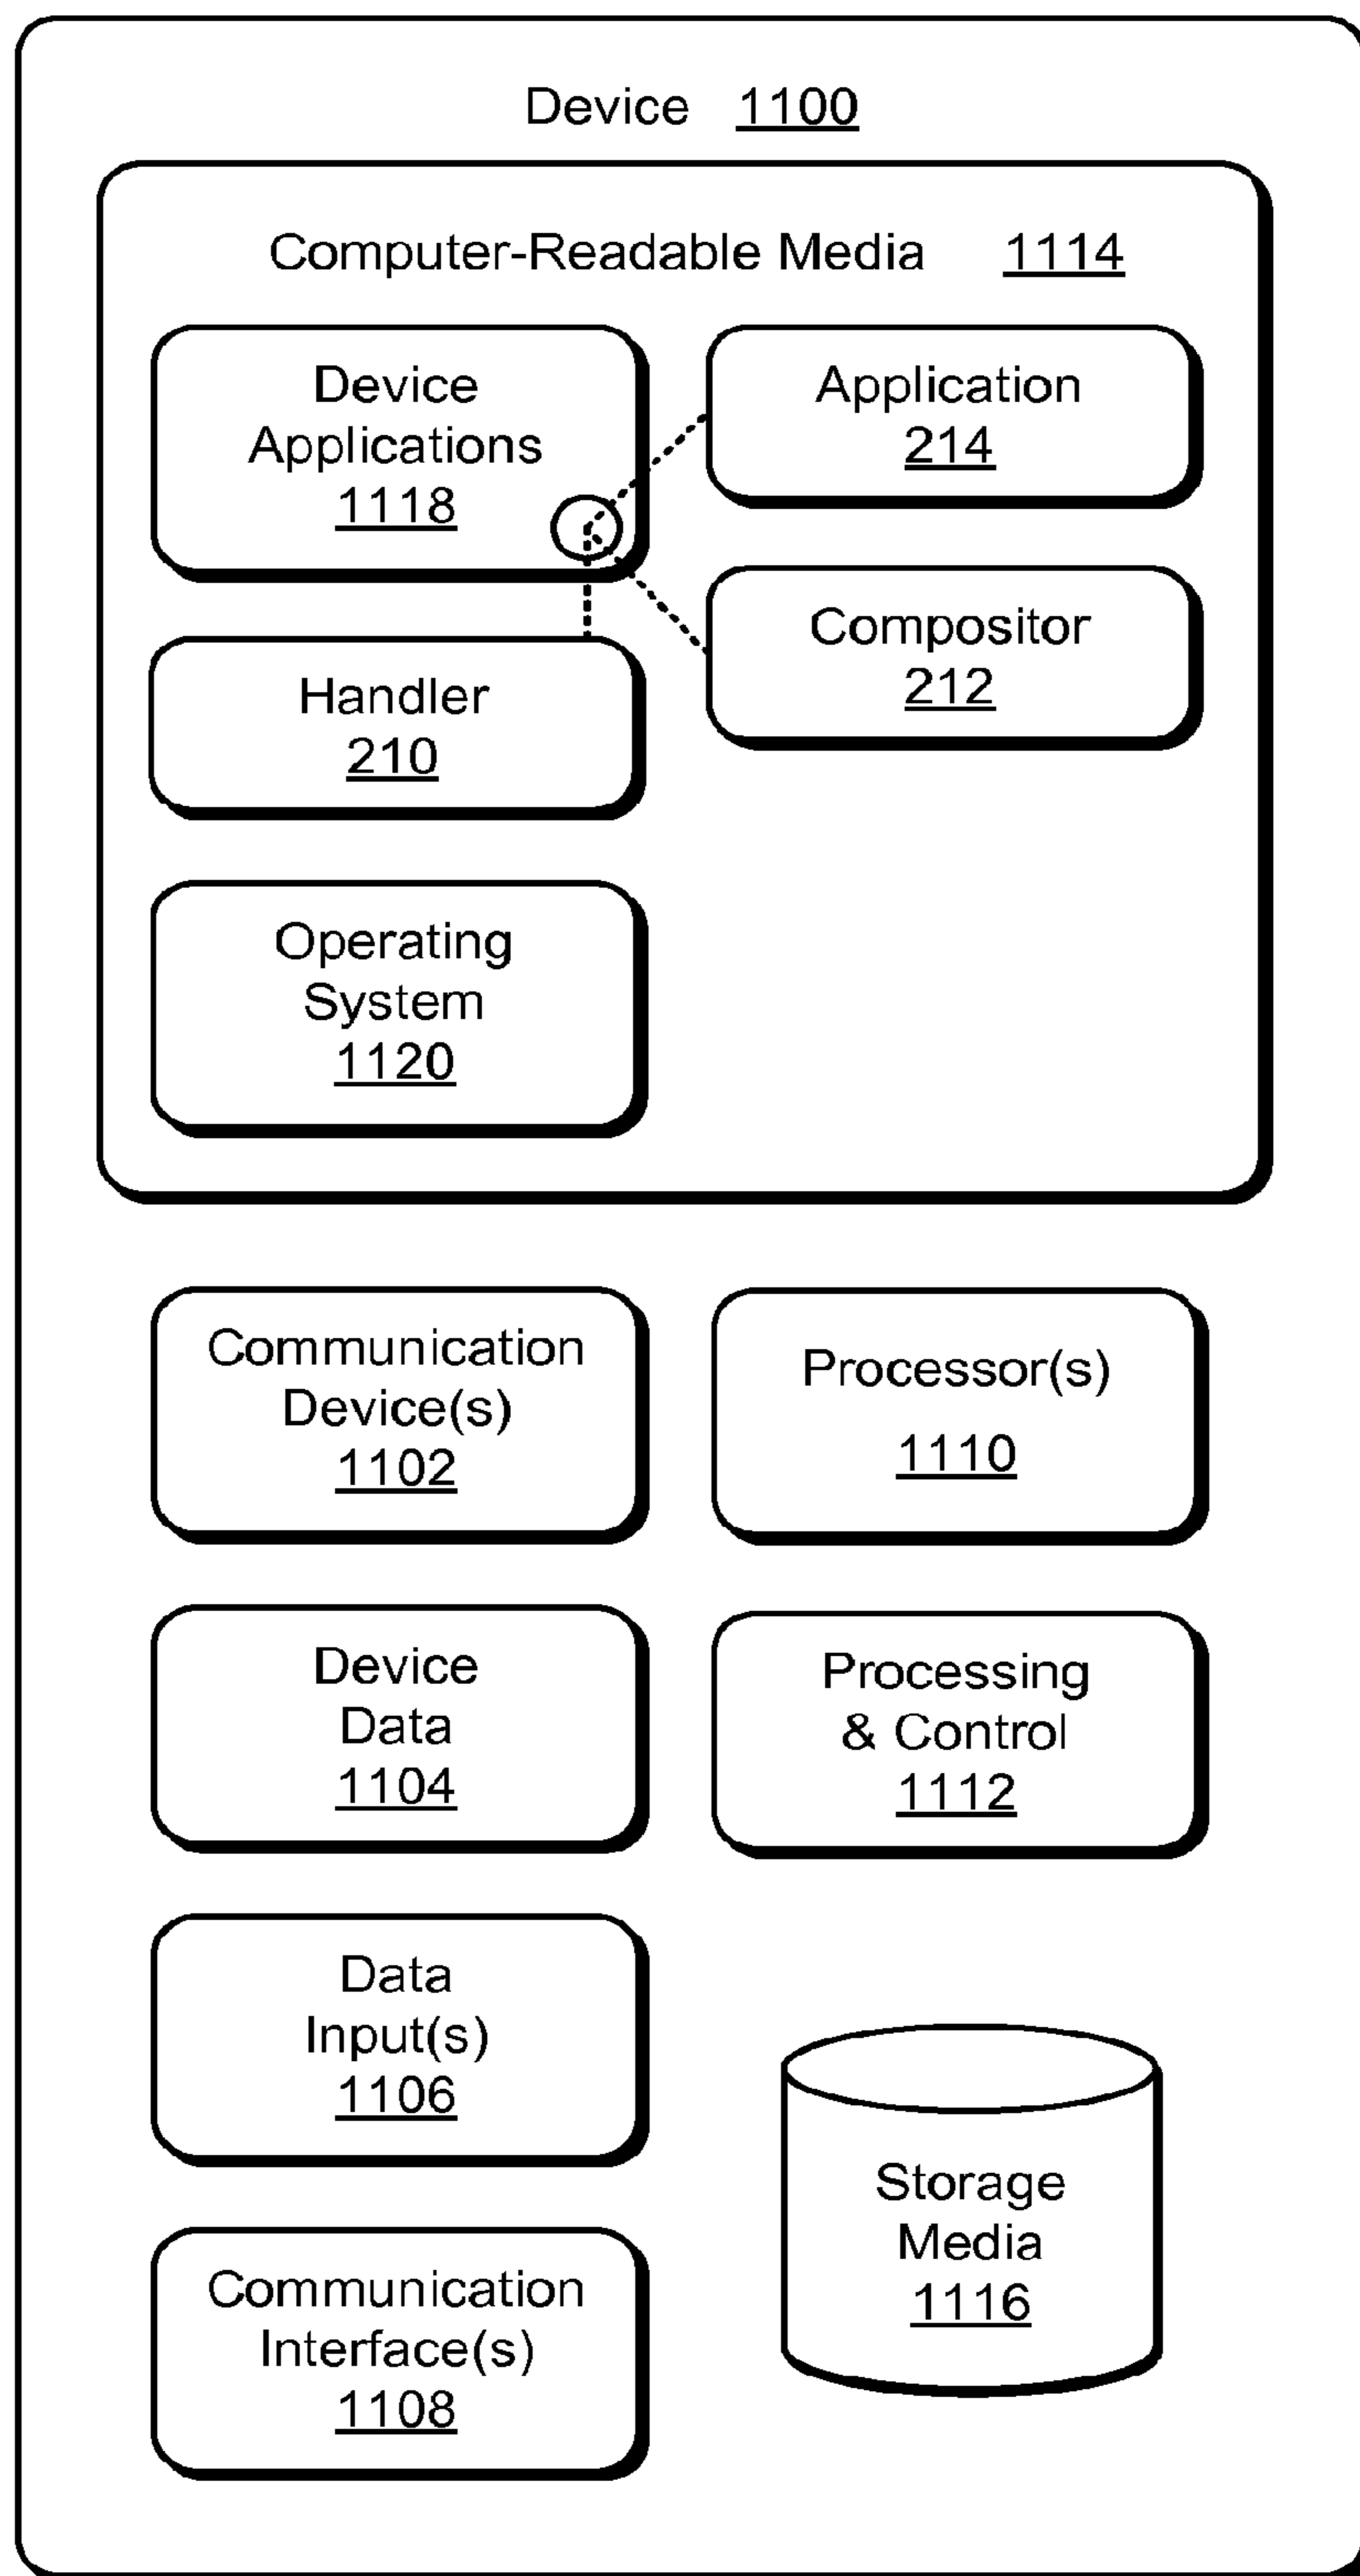 Device 1100
Computer-Readable Media 1114
Device
Applications
1118
Application
214
Compositor
212
Handler
210
Operating
System
1120
Communication
Device(s)
1102
Processor(s)
1110
Device
Data
1104
Processing
& Control
1112
Data
Input(s)
1106
Storage
Media
1116
Communication
Interface(s)
1108